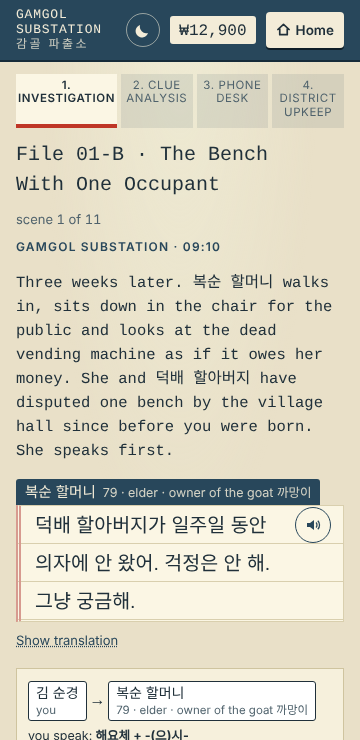 GAMGOL
SUBSTATION
감골 파출소
₩12,900
Home
1.
INVESTIGATION
2. CLUE
ANALYSIS
3. PHONE
DESK
4.
DISTRICT
UPKEEP
File 01-B · The Bench
With One Occupant
scene 1 of 11
GAMGOL SUBSTATION · 09:10
Three weeks later. 복순 할머니 walks
in, sits down in the chair for the
public and looks at the dead
vending machine as if it owes her
money. She and 덕배 할아버지 have
disputed one bench by the village
hall since before you were born.
She speaks first.
복순 할머니 79 · elder · owner of the goat 까망이
덕배 할아버지가 일주일 동안
의자에 안 왔어. 걱정은 안 해.
그냥 궁금해.
Show translation
김 순경
you
→
복순 할머니
79 · elder · owner of the goat 까망이
you speak: 해요체 + -(으)시-